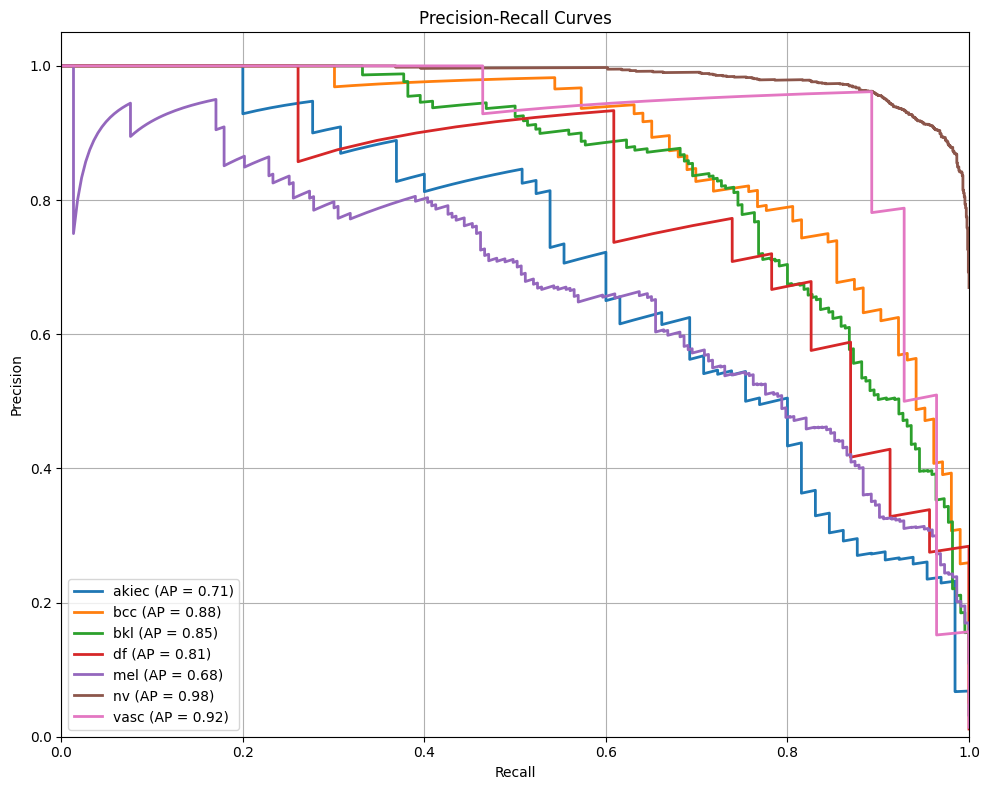 Precision-Recall Curves
Precision
1.0
0.8
0.6
0.4
0.2
0.0
akiec (AP = 0.71)
bcc (AP = 0.88)
bkl (AP = 0.85)
df (AP = 0.81)
mel (AP = 0.68)
nv (AP = 0.98)
vasc (AP = 0.92)
0.0 0.2 0.4 0.6 0.8 1.0
Recall